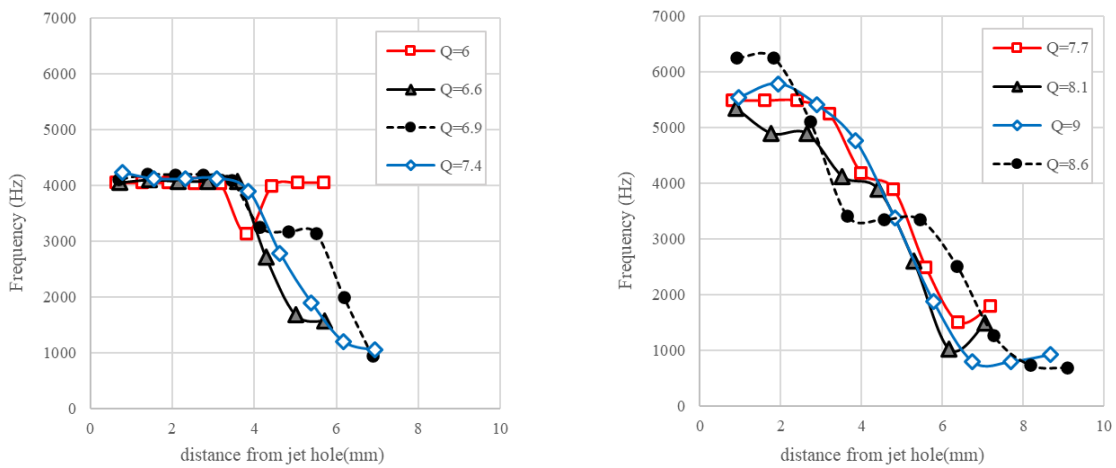 7000
6000
5000
4000
3000
2000
1000
0
Frequency (Hz)
Q=6
Q=6.6
Q=6.9
Q=7.4
0 2 4 6 8 10
distance from jet hole(mm)
7000
6000
5000
4000
3000
2000
1000
0
Frequency (Hz)
Q=7.7
Q=8.1
Q=9
Q=8.6
0 2 4 6 8 10
distance from jet hole(mm)